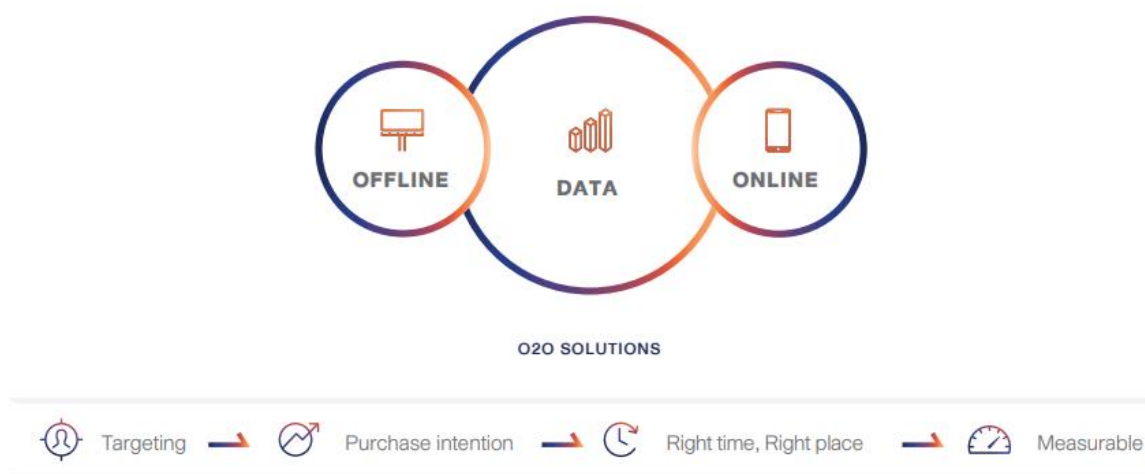 OFFLINE
DATA
ONLINE
O2O SOLUTIONS
Targeting
Purchase intention
Right time, Right place
Measurable